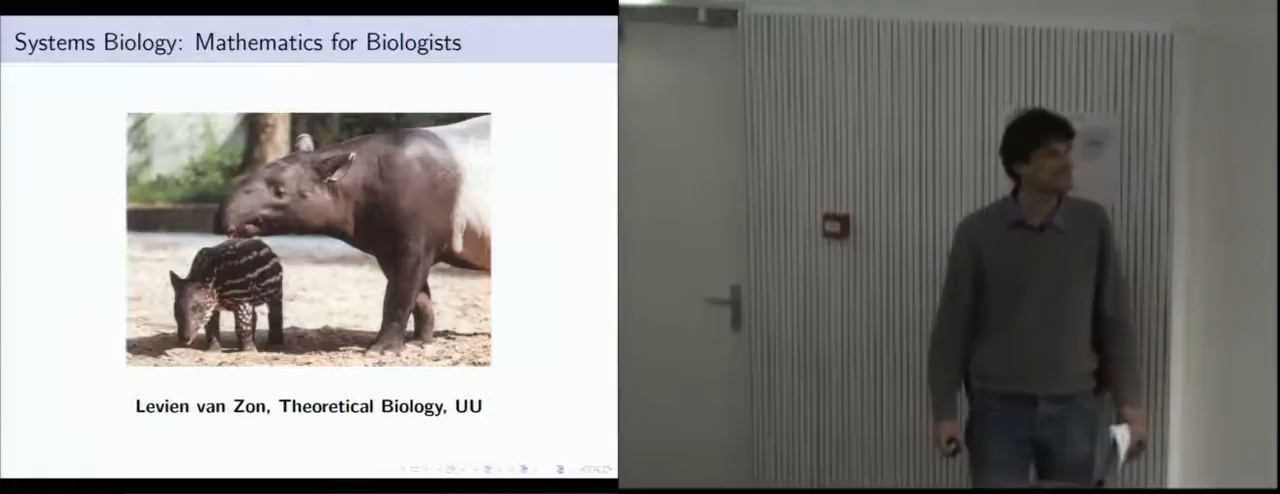 Systems Biology: Mathematics for Biologists
Levien van Zon, Theoretical Biology, UU